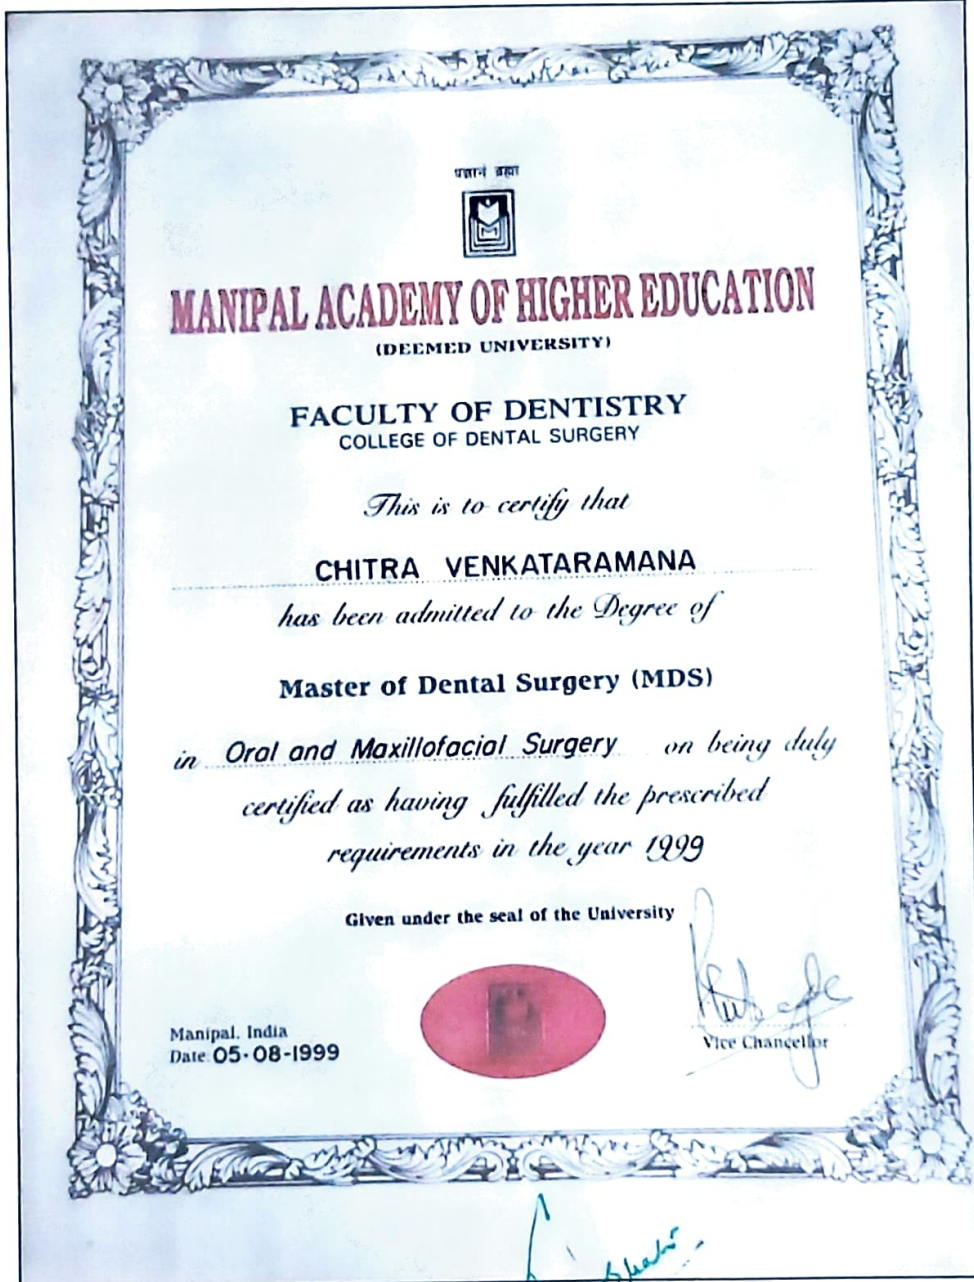 प्रज्ञानं ब्रह्म
MANIPAL ACADEMY OF HIGHER EDUCATION
(DEEMED UNIVERSITY)
FACULTY OF DENTISTRY
COLLEGE OF DENTAL SURGERY
This is to certify that
CHITRA VENKATARAMANA
has been admitted to the Degree of
Master of Dental Surgery (MDS)
in Oral and Maxillofacial Surgery on being duly
certified as having fulfilled the prescribed
requirements in the year 1999
Given under the seal of the University
Manipal, India
Date 05-08-1999
Vice Chancellor